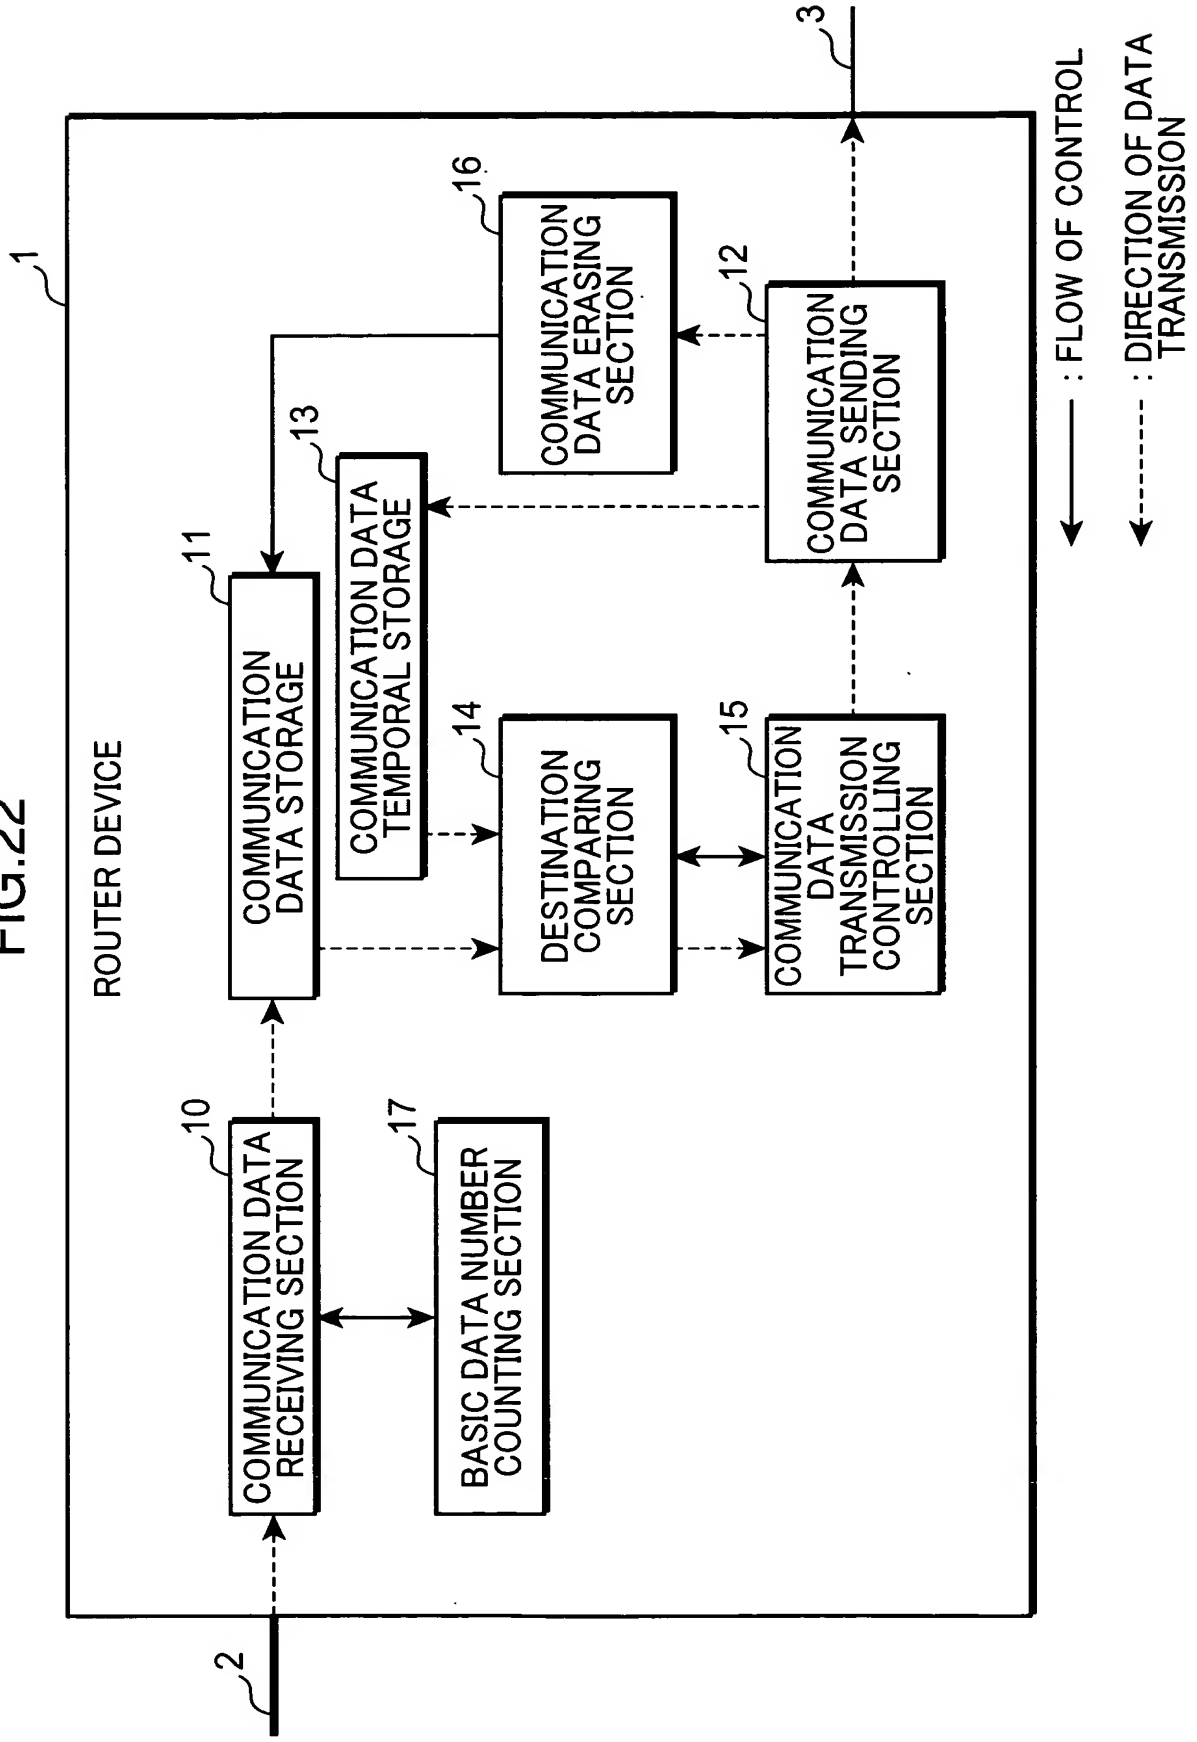 FIG.22
1
ROUTER DEVICE
10
COMMUNICATION DATA
RECEIVING SECTION
11
COMMUNICATION
DATA STORAGE
2
17
BASIC DATA NUMBER
COUNTING SECTION
13
COMMUNICATION DATA
TEMPORAL STORAGE
14
DESTINATION
COMPARING
SECTION
16
COMMUNICATION
DATA ERASING
SECTION
15
COMMUNICATION
DATA
TRANSMISSION
CONTROLLING
SECTION
12
COMMUNICATION
DATA SENDING
SECTION
3
: FLOW OF CONTROL
: DIRECTION OF DATA
TRANSMISSION